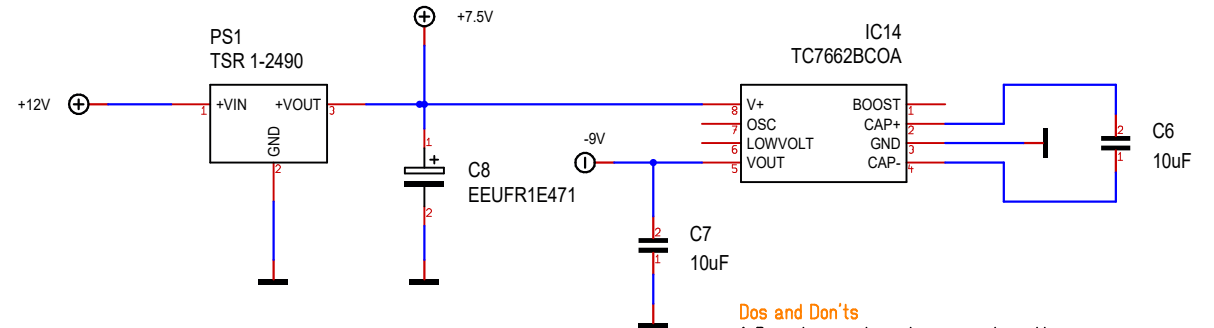 +7.5V
PS1
TSR 1-2490
IC14
TC7662BCOA
+12V
+VIN
+VOUT
GND
1
3
2
V+
OSC
LOWVOLT
VOUT
8
7
6
5
BOOST
CAP+
GND
CAP-
1
2
3
4
-9V
1
+
2
C8
EEUFR1E471
2
1
C6
10uF
2
1
C7
10uF
Dos and Don'ts